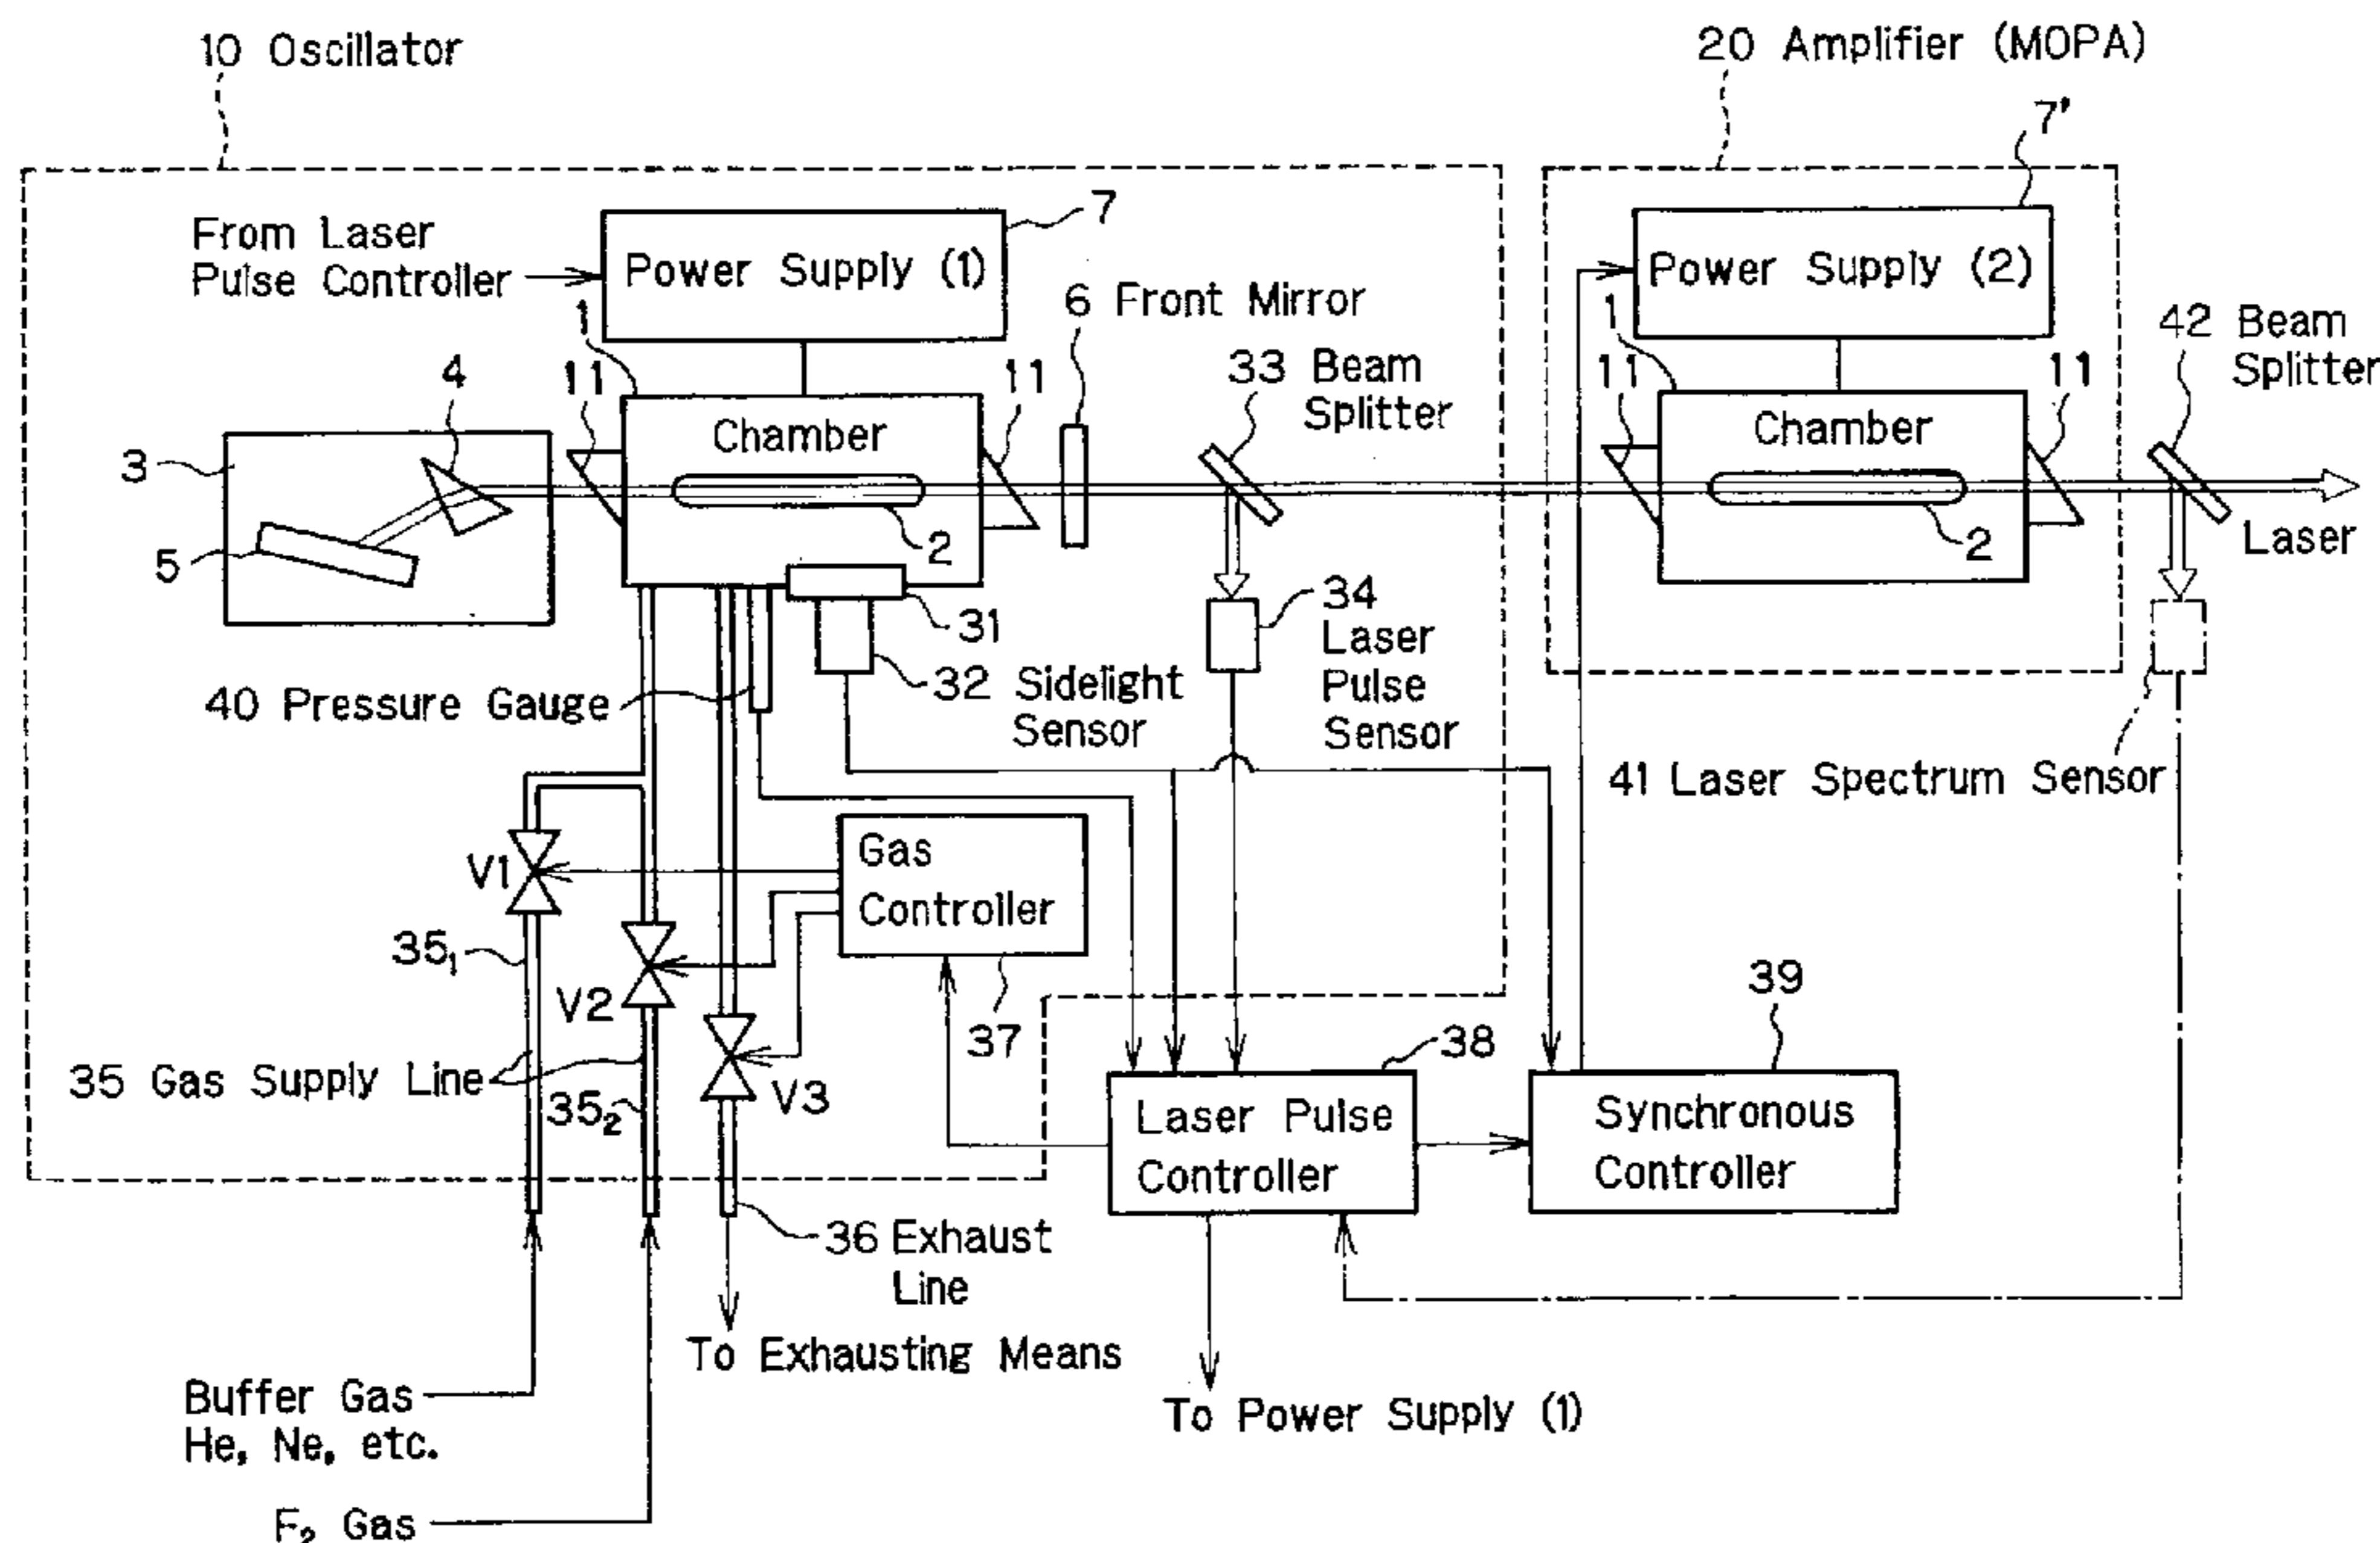 10 Oscillator
20 Amplifier (MOPA)
7'
7
From Laser
Pulse Controller
Power Supply (1)
Power Supply (2)
6 Front Mirror
1
1
42 Beam
Splitter
33 Beam
Splitter
4
11
11
11
11
Chamber
Chamber
3
2
2
5
Laser
31
34
Laser
Pulse
Sensor
32 Sidelight
Sensor
40 Pressure Gauge
41 Laser Spectrum Sensor
Gas
Controller
V1
35₁
V2
37
39
38
35 Gas Supply Line
35₂
V3
Laser Pulse
Controller
Synchronous
Controller
36 Exhaust
Line
To Exhausting Means
To Power Supply (1)
Buffer Gas
He, Ne, etc.
F₂ Gas